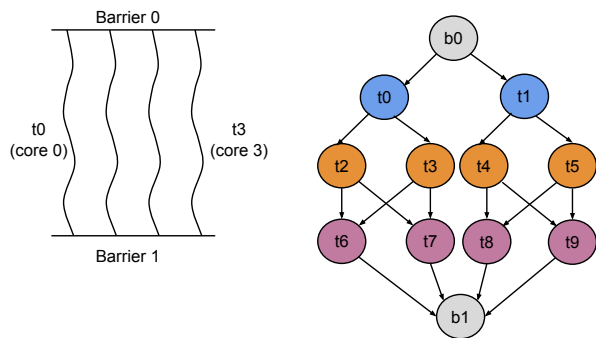 Barrier 0
t0
(core 0)
t3
(core 3)
Barrier 1
b0
t0
t1
t2
t3
t4
t5
t6
t7
t8
t9
b1